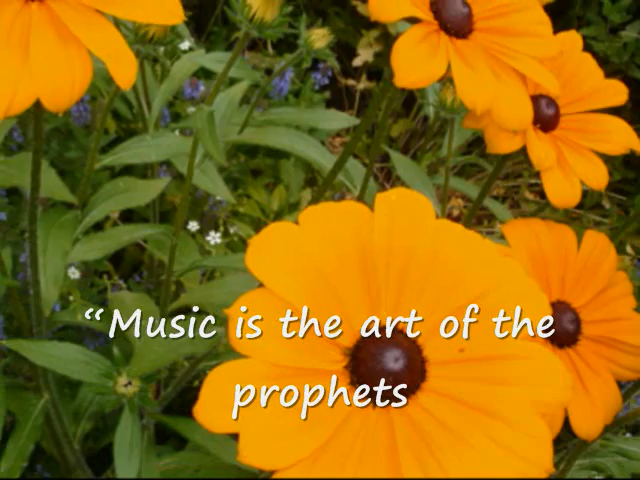 “Music is the art of the
prophets